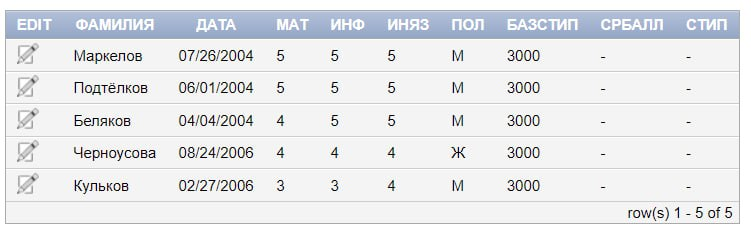 EDIT ФАМИЛИЯ ДАТА МАТ ИНФ ИНЯЗ ПОЛ БАЗСТИП СРБАЛЛ СТИП
Маркелов 07/26/2004 5 5 5 М 3000 - -
Подтёлков 06/01/2004 5 5 5 М 3000 - -
Беляков 04/04/2004 4 5 5 М 3000 - -
Черноусова 08/24/2006 4 4 4 Ж 3000 - -
Кульков 02/27/2006 3 3 4 М 3000 - -
row(s) 1 - 5 of 5